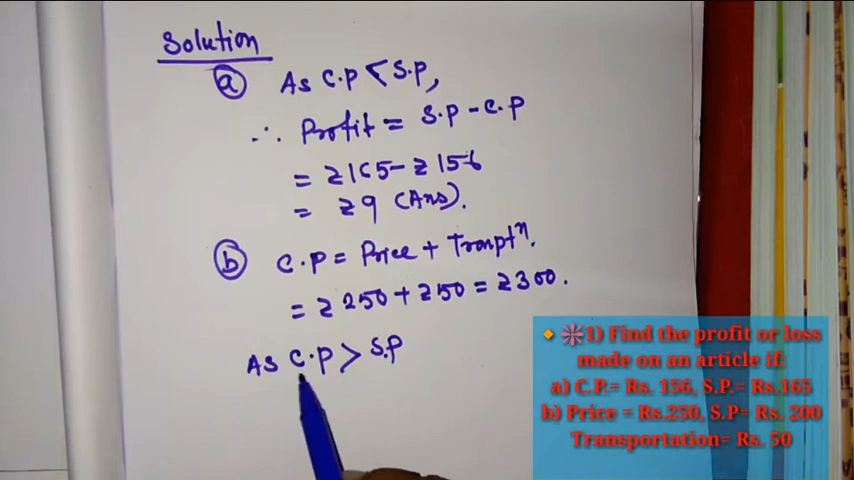 Solution
(a) As C.P < S.P,
∴ Profit = S.P - C.P
= ₹165 - ₹156
= ₹9 (Ans).
(b) C.P = Price + Tranptⁿ.
= ₹250 + ₹50 = ₹300.
As C.P > S.P
1) Find the profit or loss
made on an article if:
a) C.P.= Rs. 156, S.P.= Rs.165
b) Price = Rs.250, S.P= Rs. 200
Transportation= Rs. 50